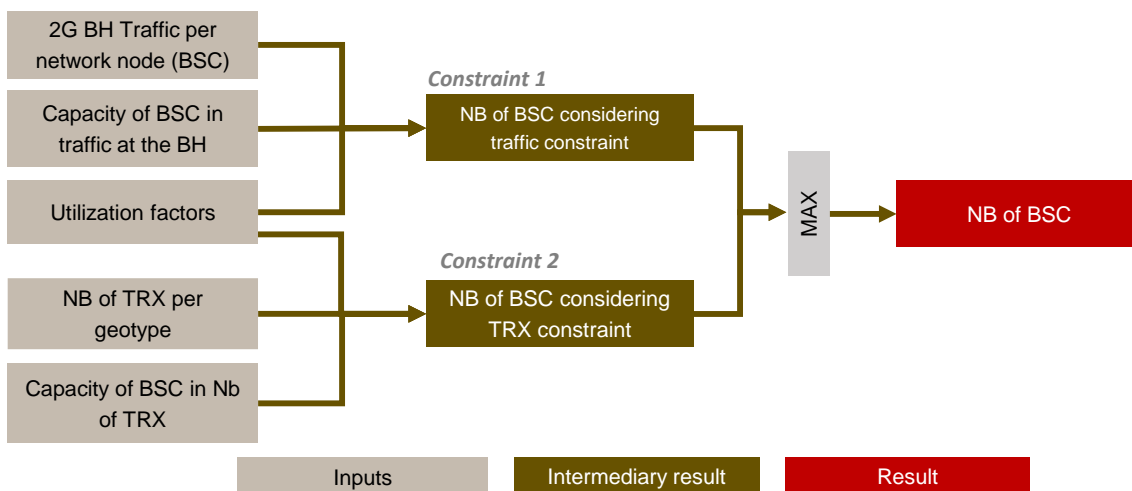 2G BH Traffic per
network node (BSC)
Capacity of BSC in
traffic at the BH
Utilization factors
NB of TRX per
geotype
Capacity of BSC in Nb
of TRX
Constraint 1
NB of BSC considering
traffic constraint
Constraint 2
NB of BSC considering
TRX constraint
MAX
NB of BSC
Inputs
Intermediary result
Result